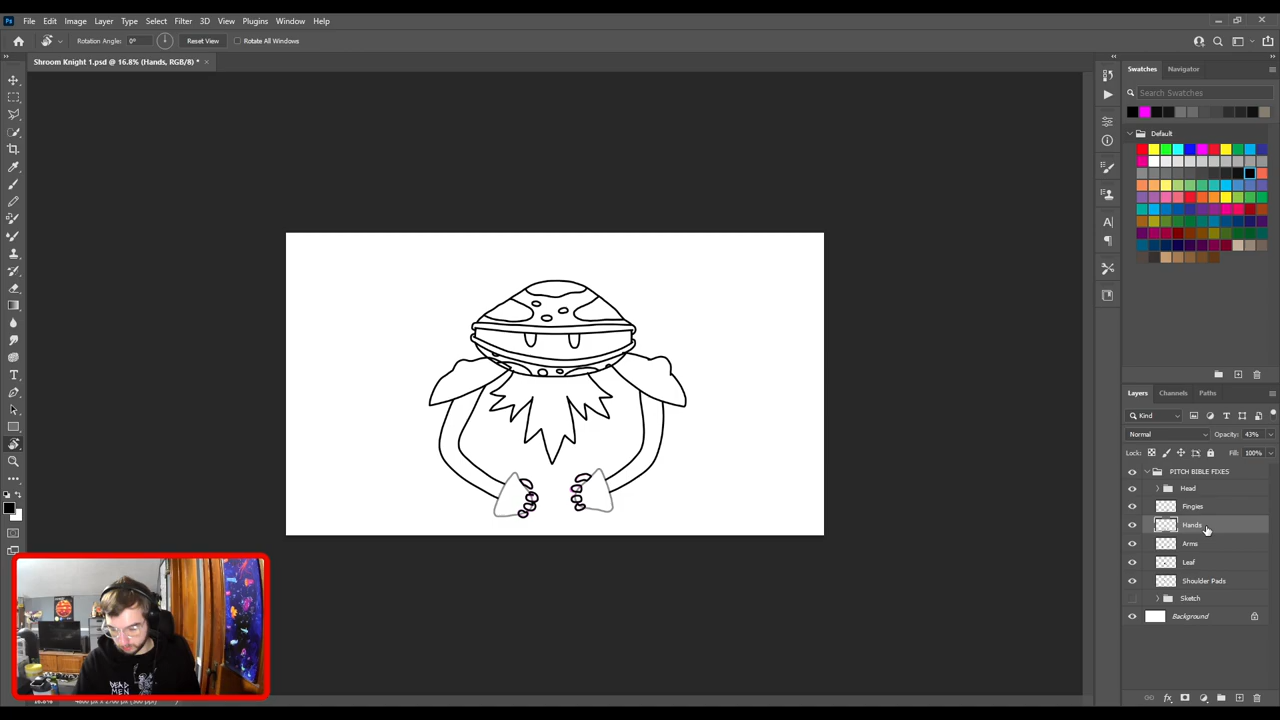 Ps File Edit Image Layer Type Select Filter 3D View Plugins Window Help
Rotation Angle: 0° Reset View Rotate All Windows
Shroom Knight 1.psd @ 16.8% (Hands, RGB/8) *
Swatches Navigator
Search Swatches
Default
Layers Channels Paths
Kind
Normal Opacity: 43%
Lock: Fill: 100%
PITCH BIBLE FIXES
Head
Fingies
Hands
Arms
Leaf
Shoulder Pads
Sketch
Background
DEAD
MEN